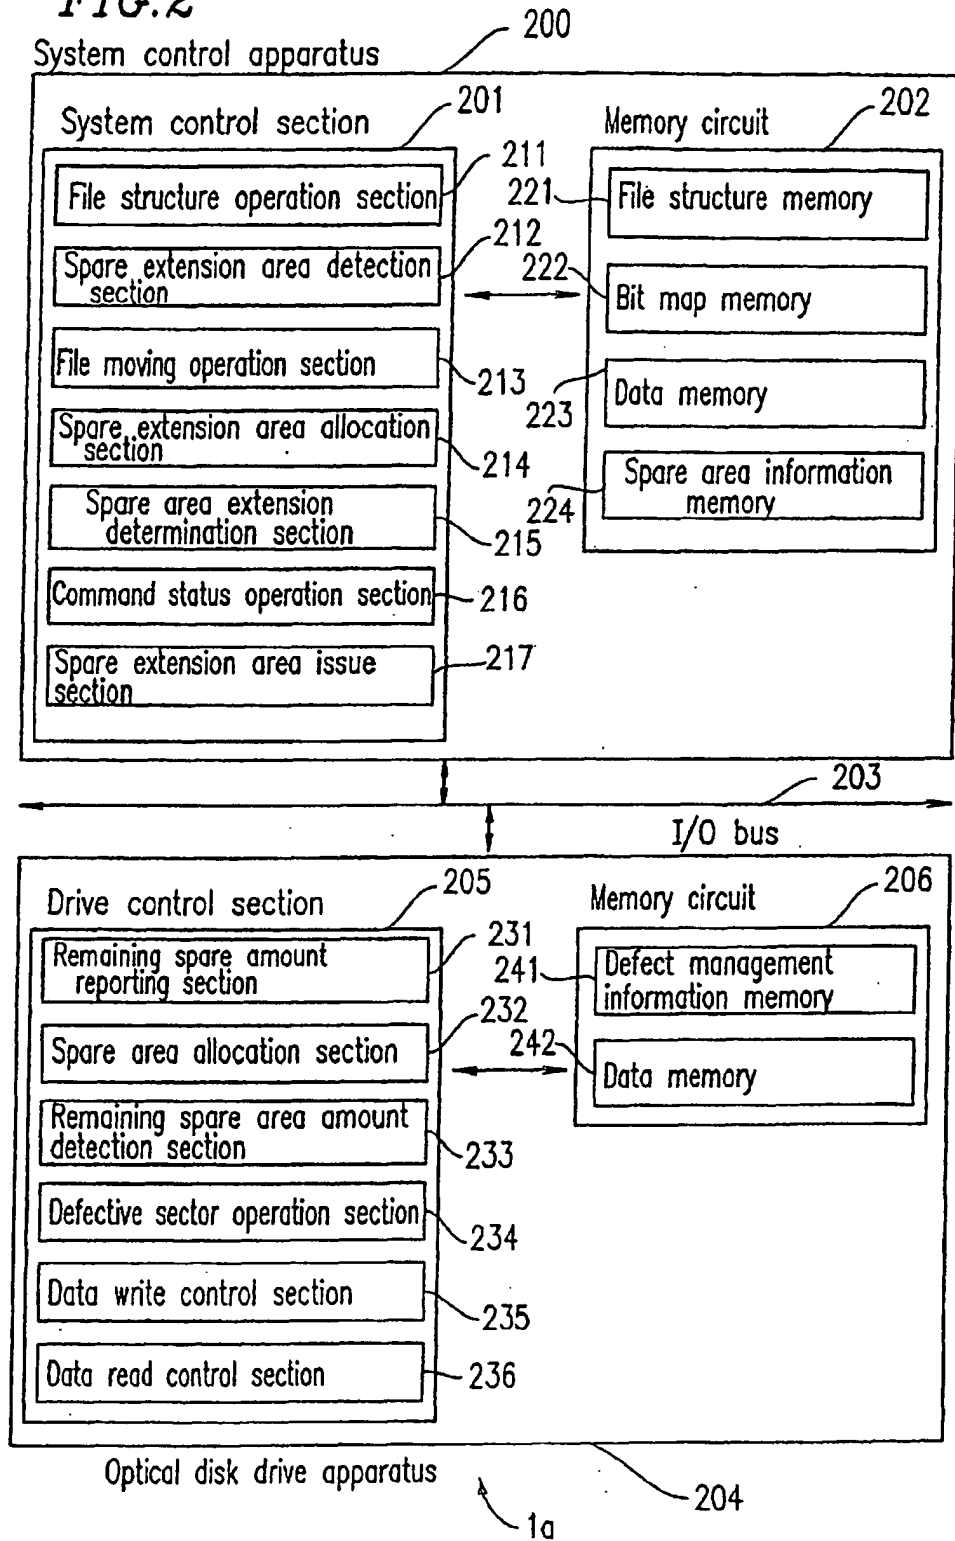 FIG.2
200
System control apparatus
201
System control section
Memory circuit
202
211
File structure operation section
221
File structure memory
212
Spare extension area detection
section
222
Bit map memory
File moving operation section
213
Data memory
223
Spare extension area allocation
section
214
Spare area information
memory
224
Spare area extension
determination section
215
Command status operation section
216
Spare extension area issue
section
217
203
I/O bus
205
Drive control section
Memory circuit
206
231
Remaining spare amount
reporting section
241
Defect management
information memory
232
Spare area allocation section
242
Data memory
Remaining spare area amount
detection section
233
Defective sector operation section
234
Data write control section
235
Data read control section
236
Optical disk drive apparatus
204
1a